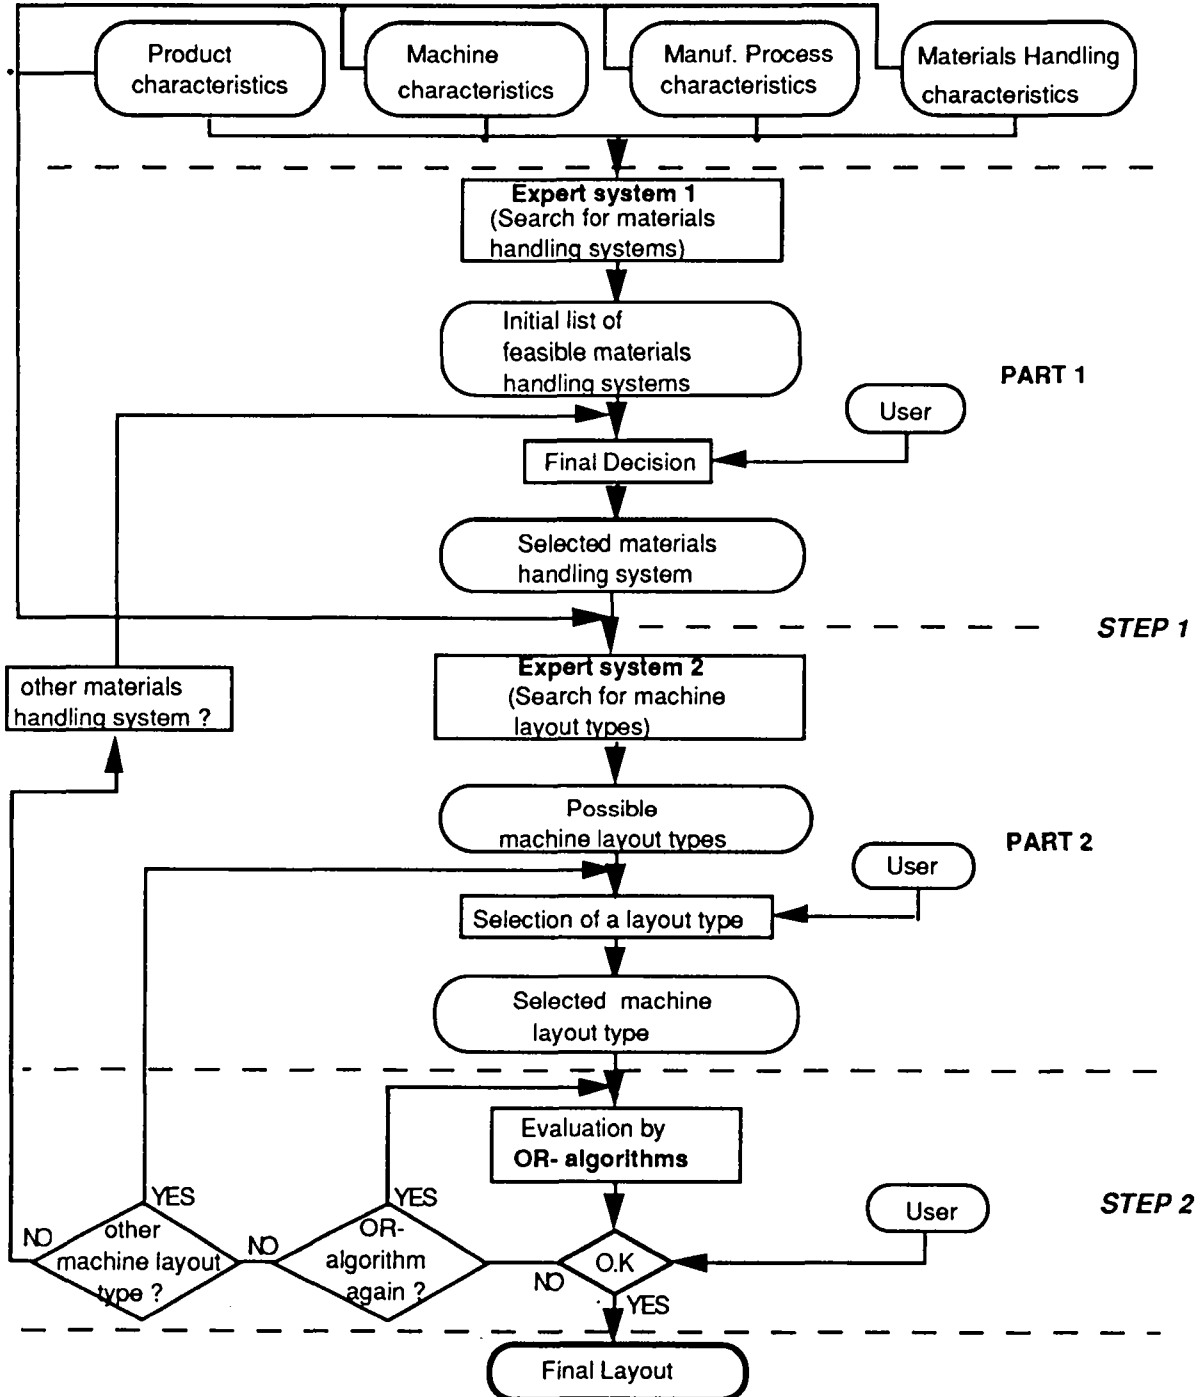 Product
characteristics
Machine
characteristics
Manuf. Process
characteristics
Materials Handling
characteristics
Expert system 1
(Search for materials
handling systems)
Initial list of
feasible materials
handling systems
PART 1
User
Final Decision
Selected materials
handling system
STEP 1
Expert system 2
(Search for machine
layout types)
other materials
handling system ?
Possible
machine layout types
PART 2
User
Selection of a layout type
Selected machine
layout type
Evaluation by
OR- algorithms
STEP 2
User
O.K
NO
YES
OR-
algorithm
again ?
YES
NO
other
machine layout
type ?
YES
NO
Final Layout